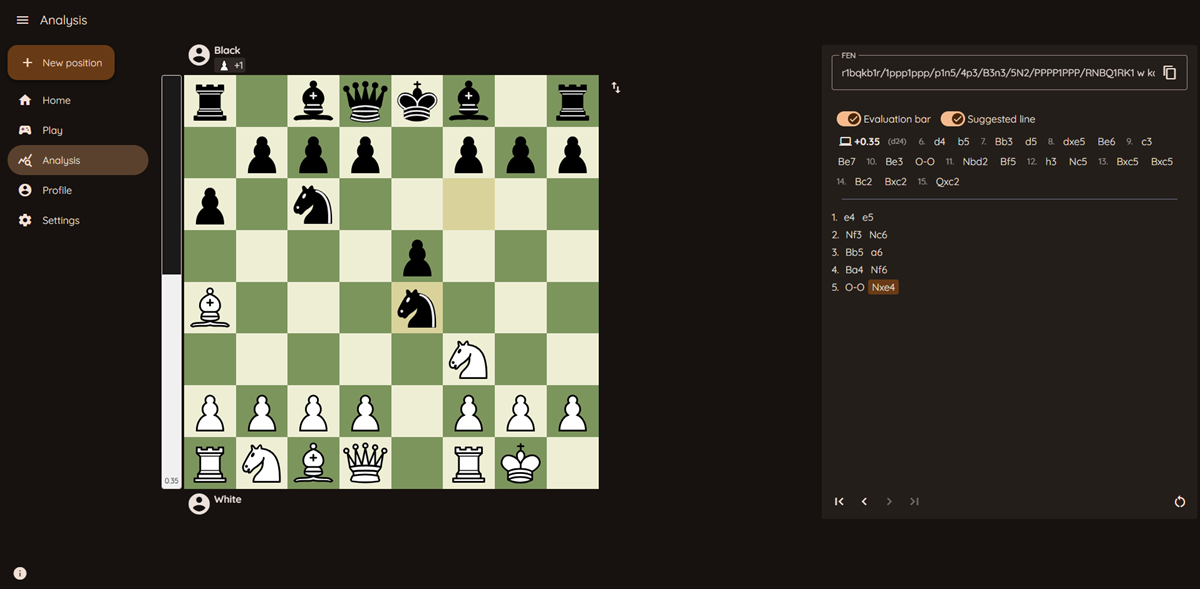 Analysis
New position
Home
Play
Analysis
Profile
Settings
Black
+1
0.35
White
FEN
r1bqkb1r/1ppp1ppp/p1n5/4p3/B3n3/5N2/PPPP1PPP/RNBQ1RK1 w kq
Evaluation bar Suggested line
+0.35 (d24) 6. d4 b5 7. Bb3 d5 8. dxe5 Be6 9. c3
Be7 10. Be3 O-O 11. Nbd2 Bf5 12. h3 Nc5 13. Bxc5 Bxc5
14. Bc2 Bxc2 15. Qxc2
1. e4 e5
2. Nf3 Nc6
3. Bb5 a6
4. Ba4 Nf6
5. O-O Nxe4